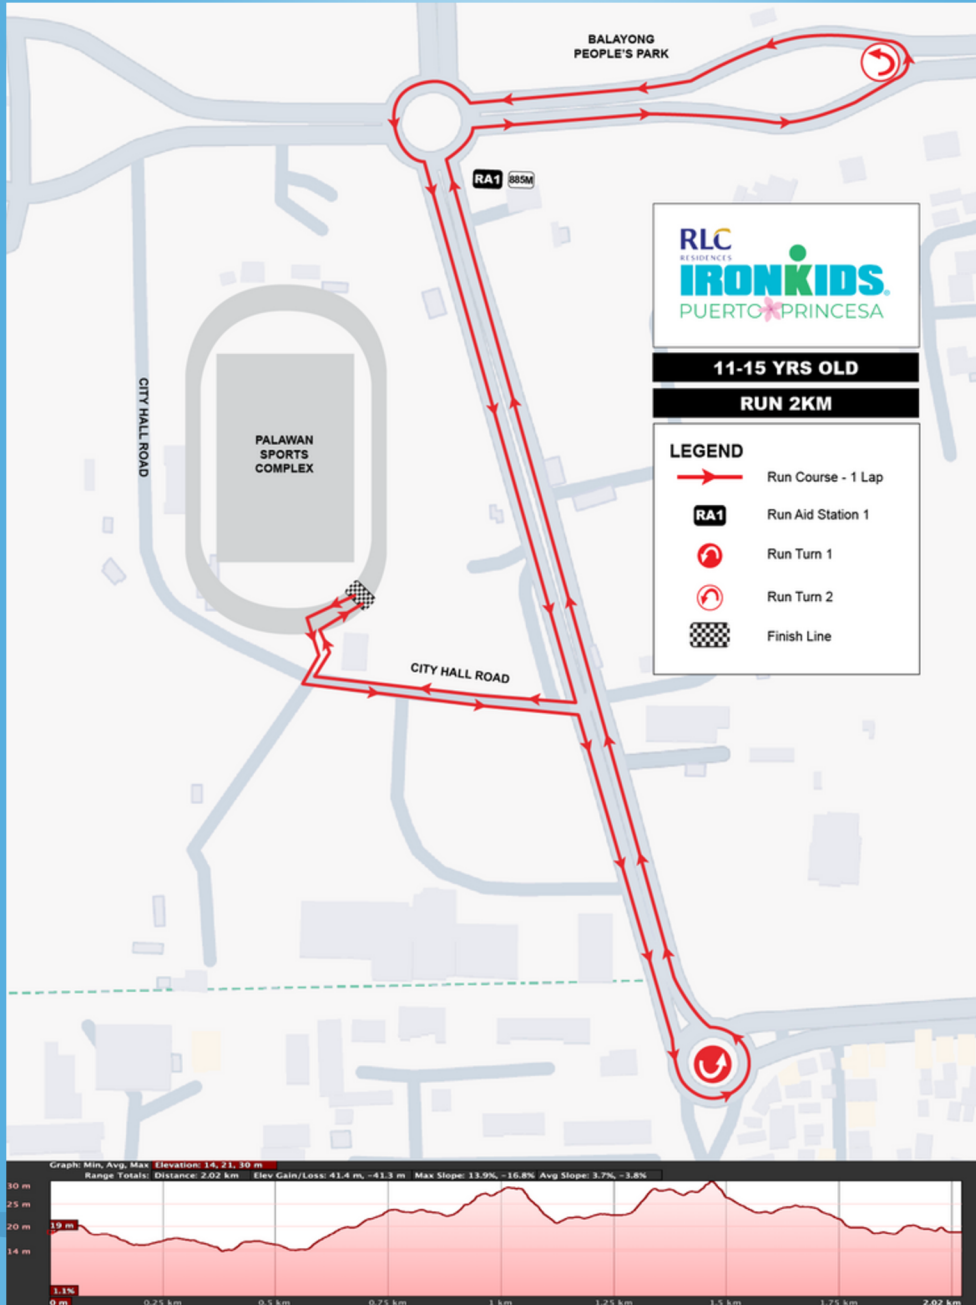 BALAYONG
PEOPLE'S PARK
RA1 885M
RLC
RESIDENCES
IRONKIDS®
PUERTO PRINCESA
11-15 YRS OLD
RUN 2KM
LEGEND
Run Course - 1 Lap
RA1 Run Aid Station 1
Run Turn 1
Run Turn 2
Finish Line
CITY HALL ROAD
PALAWAN
SPORTS
COMPLEX
CITY HALL ROAD
Graph: Min, Avg, Max Elevation: 14, 21, 30 m
Range Totals: Distance: 2.02 km Elev Gain/Loss: 41.4 m, -41.3 m Max Slope: 13.9%, -16.8% Avg Slope: 3.7%, -3.8%
30 m
25 m
20 m 19 m
14 m
1.1%
0 m 0.25 km 0.5 km 0.75 km 1 km 1.25 km 1.5 km 1.75 km 2.02 km